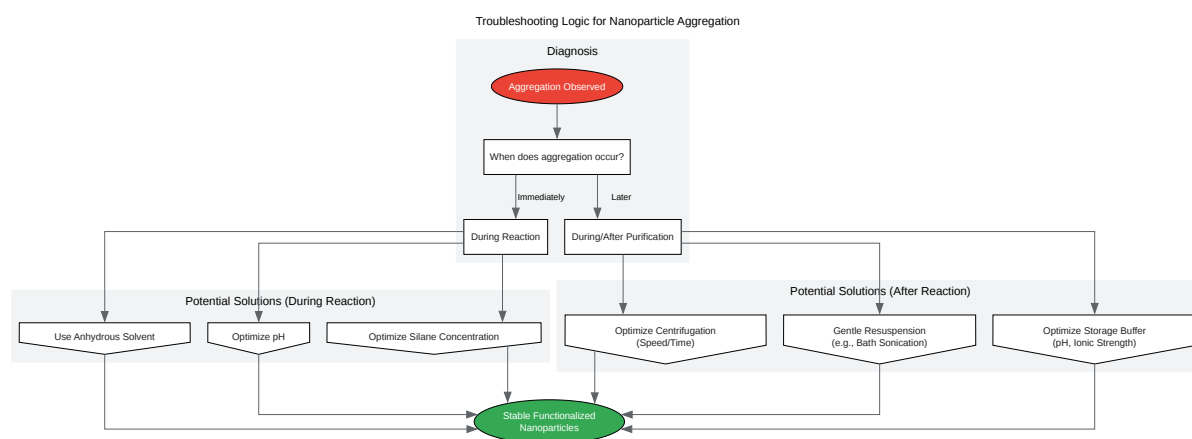 Troubleshooting Logic for Nanoparticle Aggregation
Diagnosis
Aggregation Observed
When does aggregation occur?
Immediately
Later
During Reaction
During/After Purification
Potential Solutions (During Reaction)
Potential Solutions (After Reaction)
Use Anhydrous Solvent
Optimize pH
Optimize Silane Concentration
Optimize Centrifugation
(Speed/Time)
Gentle Resuspension
(e.g., Bath Sonication)
Optimize Storage Buffer
(pH, Ionic Strength)
Stable Functionalized
Nanoparticles